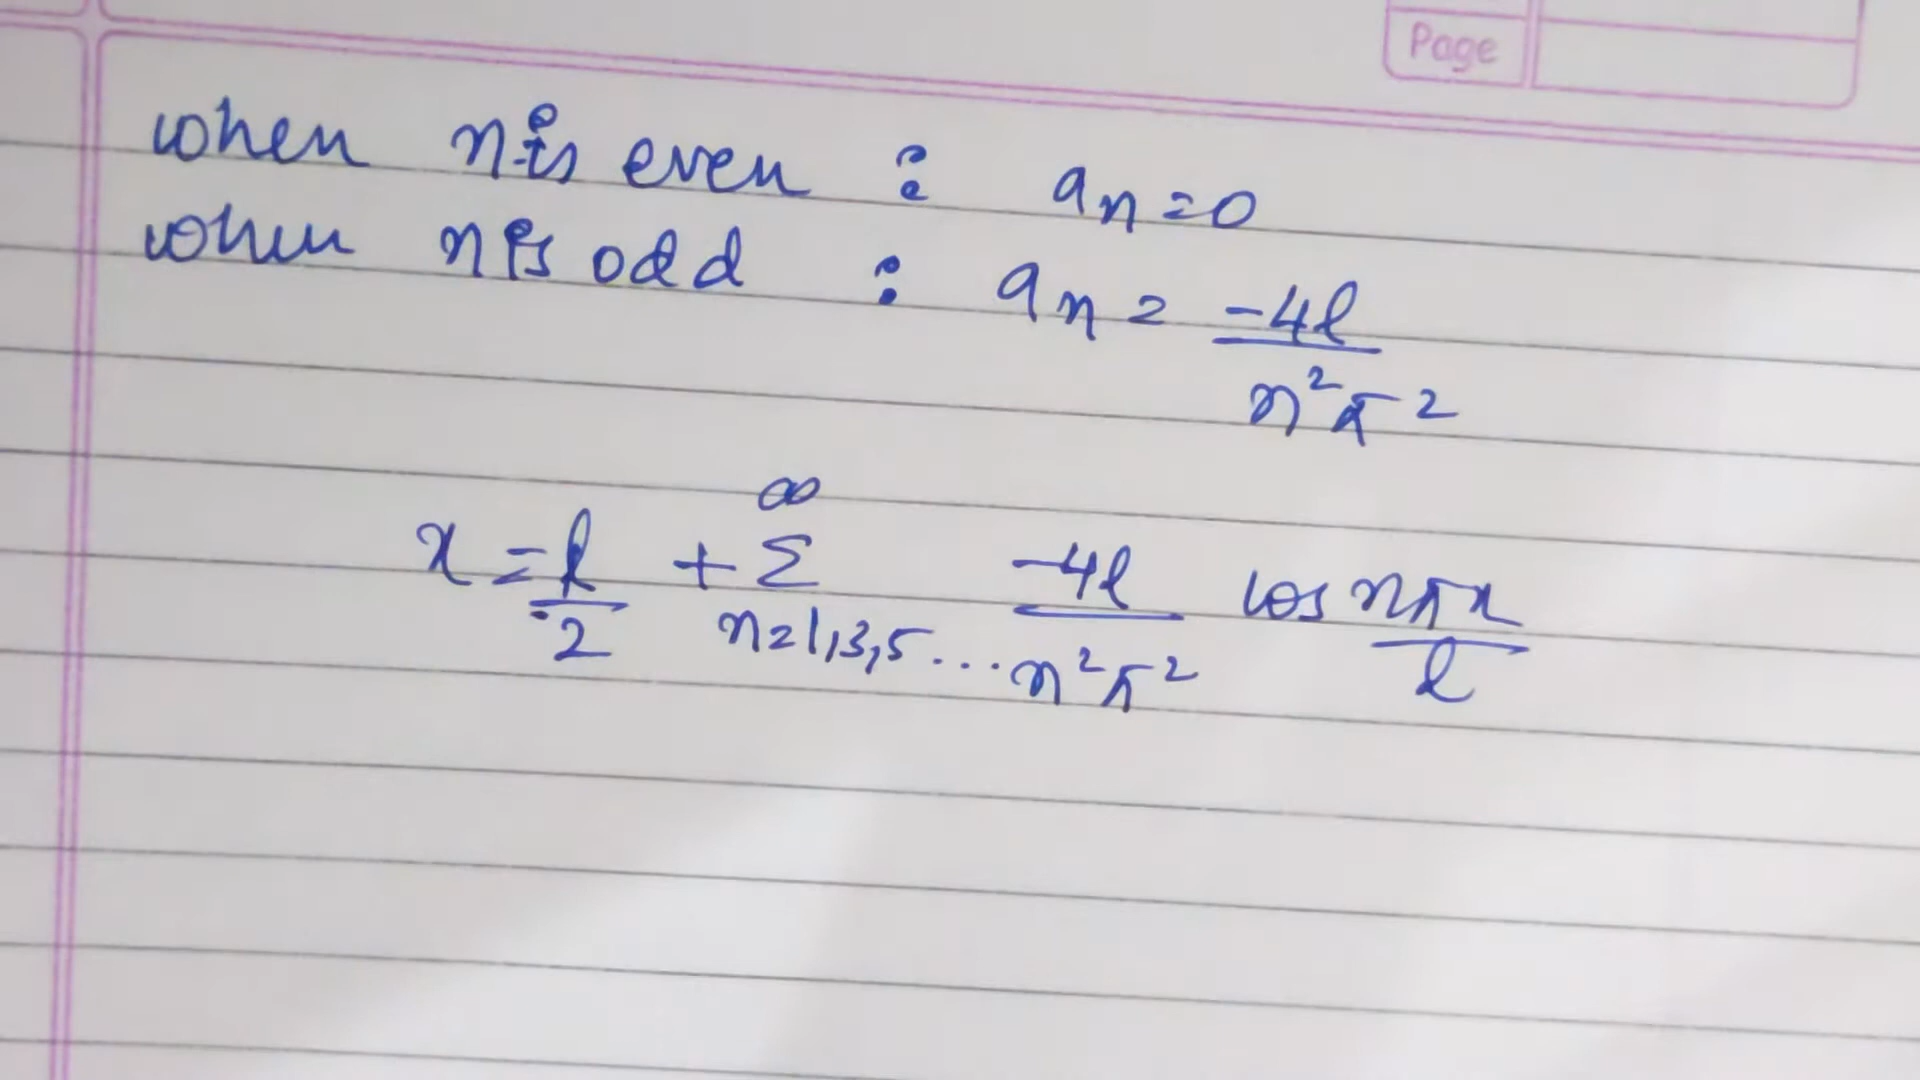 Page
when n is even : aₙ = 0
when n is odd : aₙ = -4l/n²π²
x = l/2 + ∞Σn=1,3,5... -4l/n²π² cos nπx/l